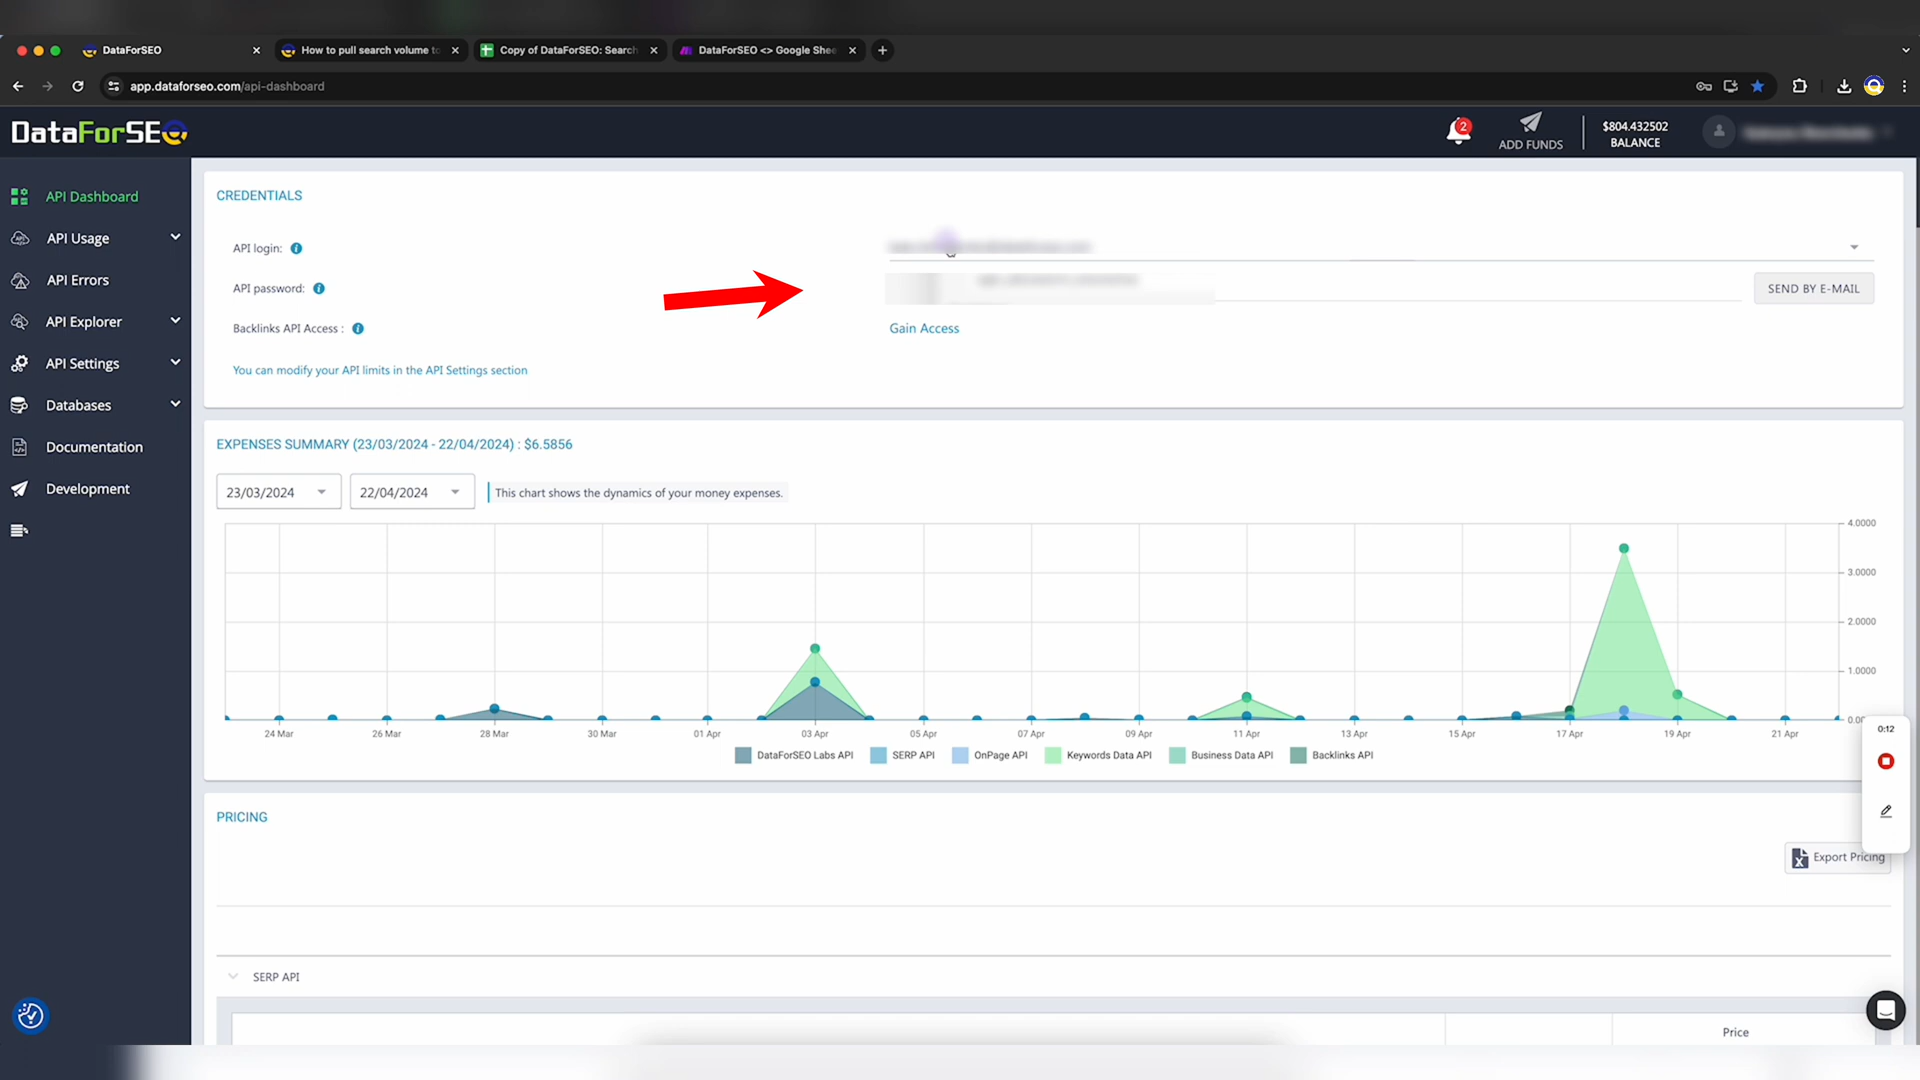 DataForSEO
How to pull search volume to
Copy of DataForSEO: Search
DataForSEO <> Google Shee
app.dataforseo.com/api-dashboard
DataForSEO
2
ADD FUNDS
$804.432502
BALANCE
API Dashboard
API Usage
API Errors
API Explorer
API Settings
Databases
Documentation
Development
CREDENTIALS
API login:
API password:
SEND BY E-MAIL
Backlinks API Access :
Gain Access
You can modify your API limits in the API Settings section
EXPENSES SUMMARY (23/03/2024 - 22/04/2024) : $6.5856
23/03/2024
22/04/2024
This chart shows the dynamics of your money expenses.
4.0000
3.0000
2.0000
1.0000
0.00
24 Mar
26 Mar
28 Mar
30 Mar
01 Apr
03 Apr
05 Apr
07 Apr
09 Apr
11 Apr
13 Apr
15 Apr
17 Apr
19 Apr
21 Apr
DataForSEO Labs API
SERP API
OnPage API
Keywords Data API
Business Data API
Backlinks API
0:12
PRICING
Export Pricing
SERP API
Price